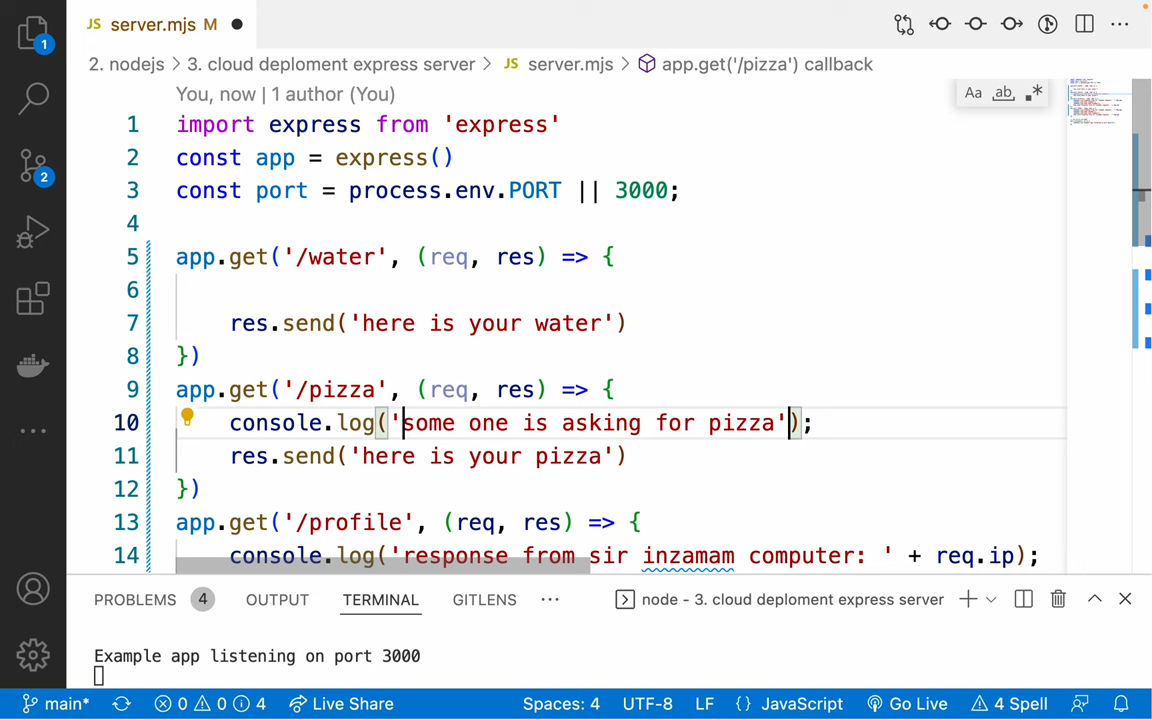 JS server.mjs M
1
2. nodejs > 3. cloud deploment express server > JS server.mjs > app.get('/pizza') callback
You, now | 1 author (You)
Aa ab .*
1 import express from 'express'
2 const app = express()
2
3 const port = process.env.PORT || 3000;
4
5 app.get('/water', (req, res) => {
6
7 res.send('here is your water')
8 })
9 app.get('/pizza', (req, res) => {
10 console.log('some one is asking for pizza');
11 res.send('here is your pizza')
12 })
13 app.get('/profile', (req, res) => {
14 console.log('response from sir inzamam computer: ' + req.ip);
PROBLEMS 4 OUTPUT TERMINAL GITLENS ··· node - 3. cloud deploment express server
Example app listening on port 3000
main* 0 0 4 Live Share Spaces: 4 UTF-8 LF {} JavaScript Go Live 4 Spell